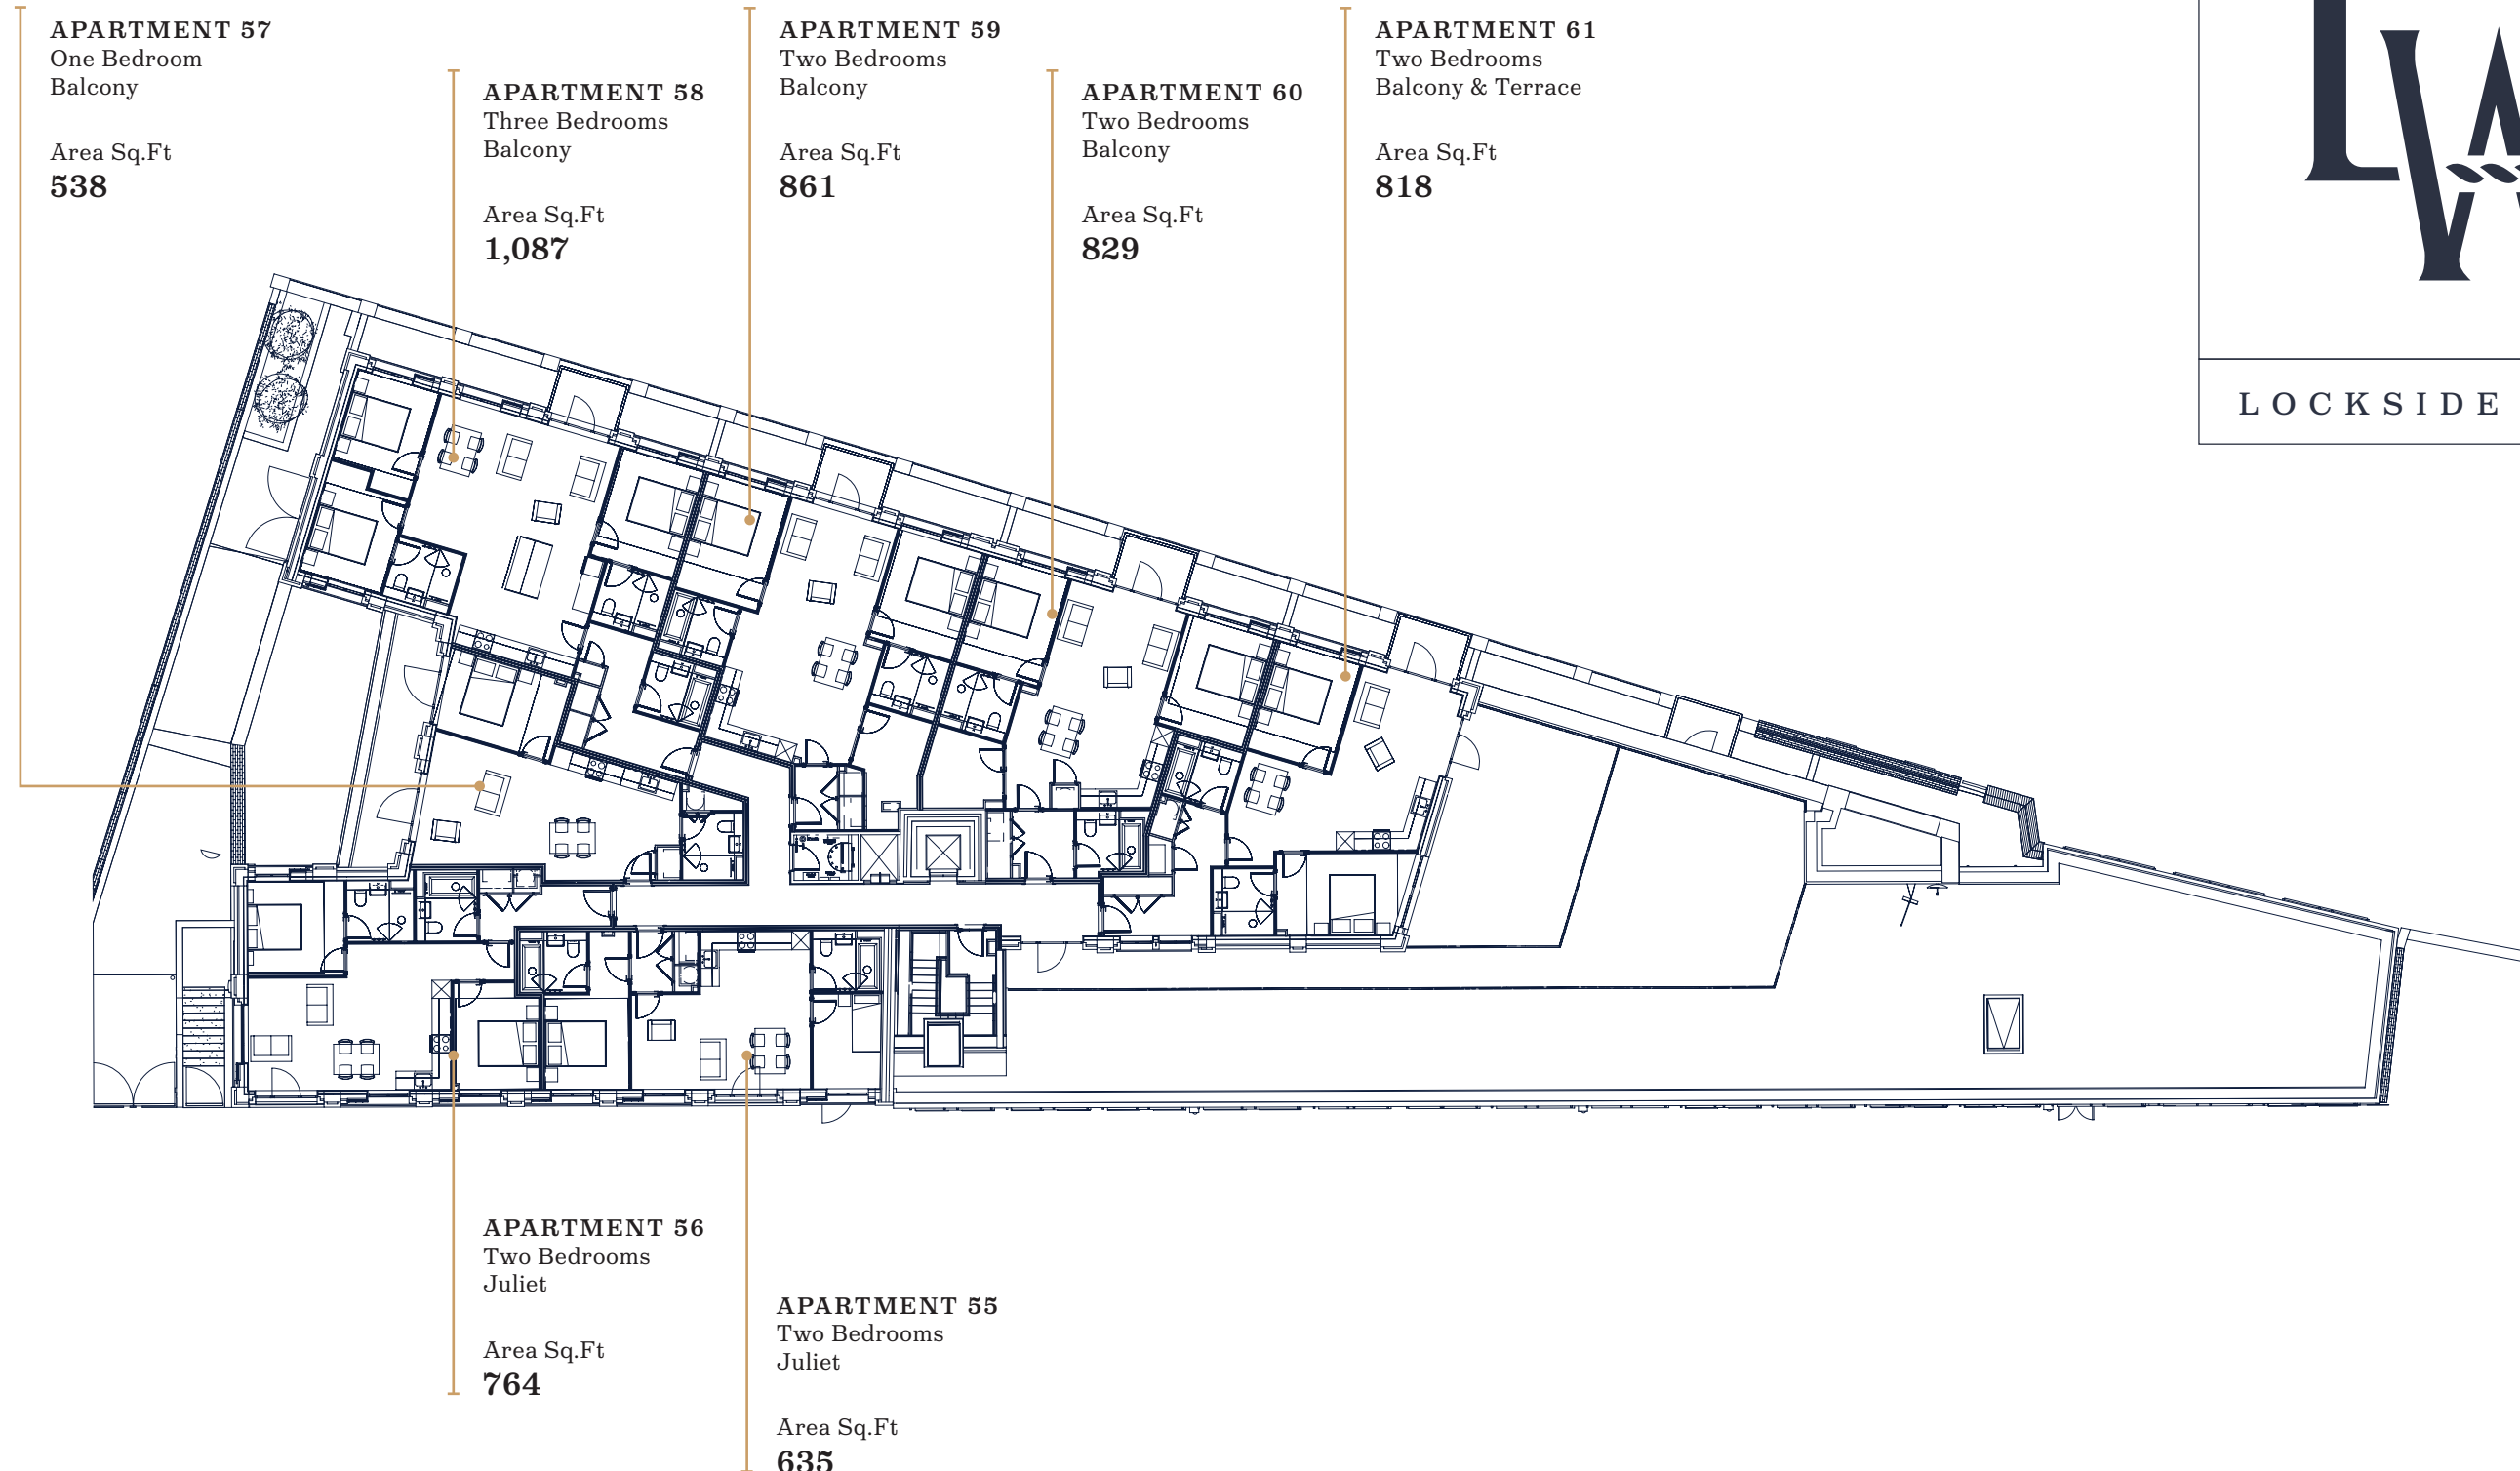 APARTMENT 57
One Bedroom
Balcony
Area Sq.Ft
538
APARTMENT 58
Three Bedrooms
Balcony
Area Sq.Ft
1,087
APARTMENT 59
Two Bedrooms
Balcony
Area Sq.Ft
861
APARTMENT 60
Two Bedrooms
Balcony
Area Sq.Ft
829
APARTMENT 61
Two Bedrooms
Balcony & Terrace
Area Sq.Ft
818
LW
LOCKSIDE
APARTMENT 56
Two Bedrooms
Juliet
Area Sq.Ft
764
APARTMENT 55
Two Bedrooms
Juliet
Area Sq.Ft
635